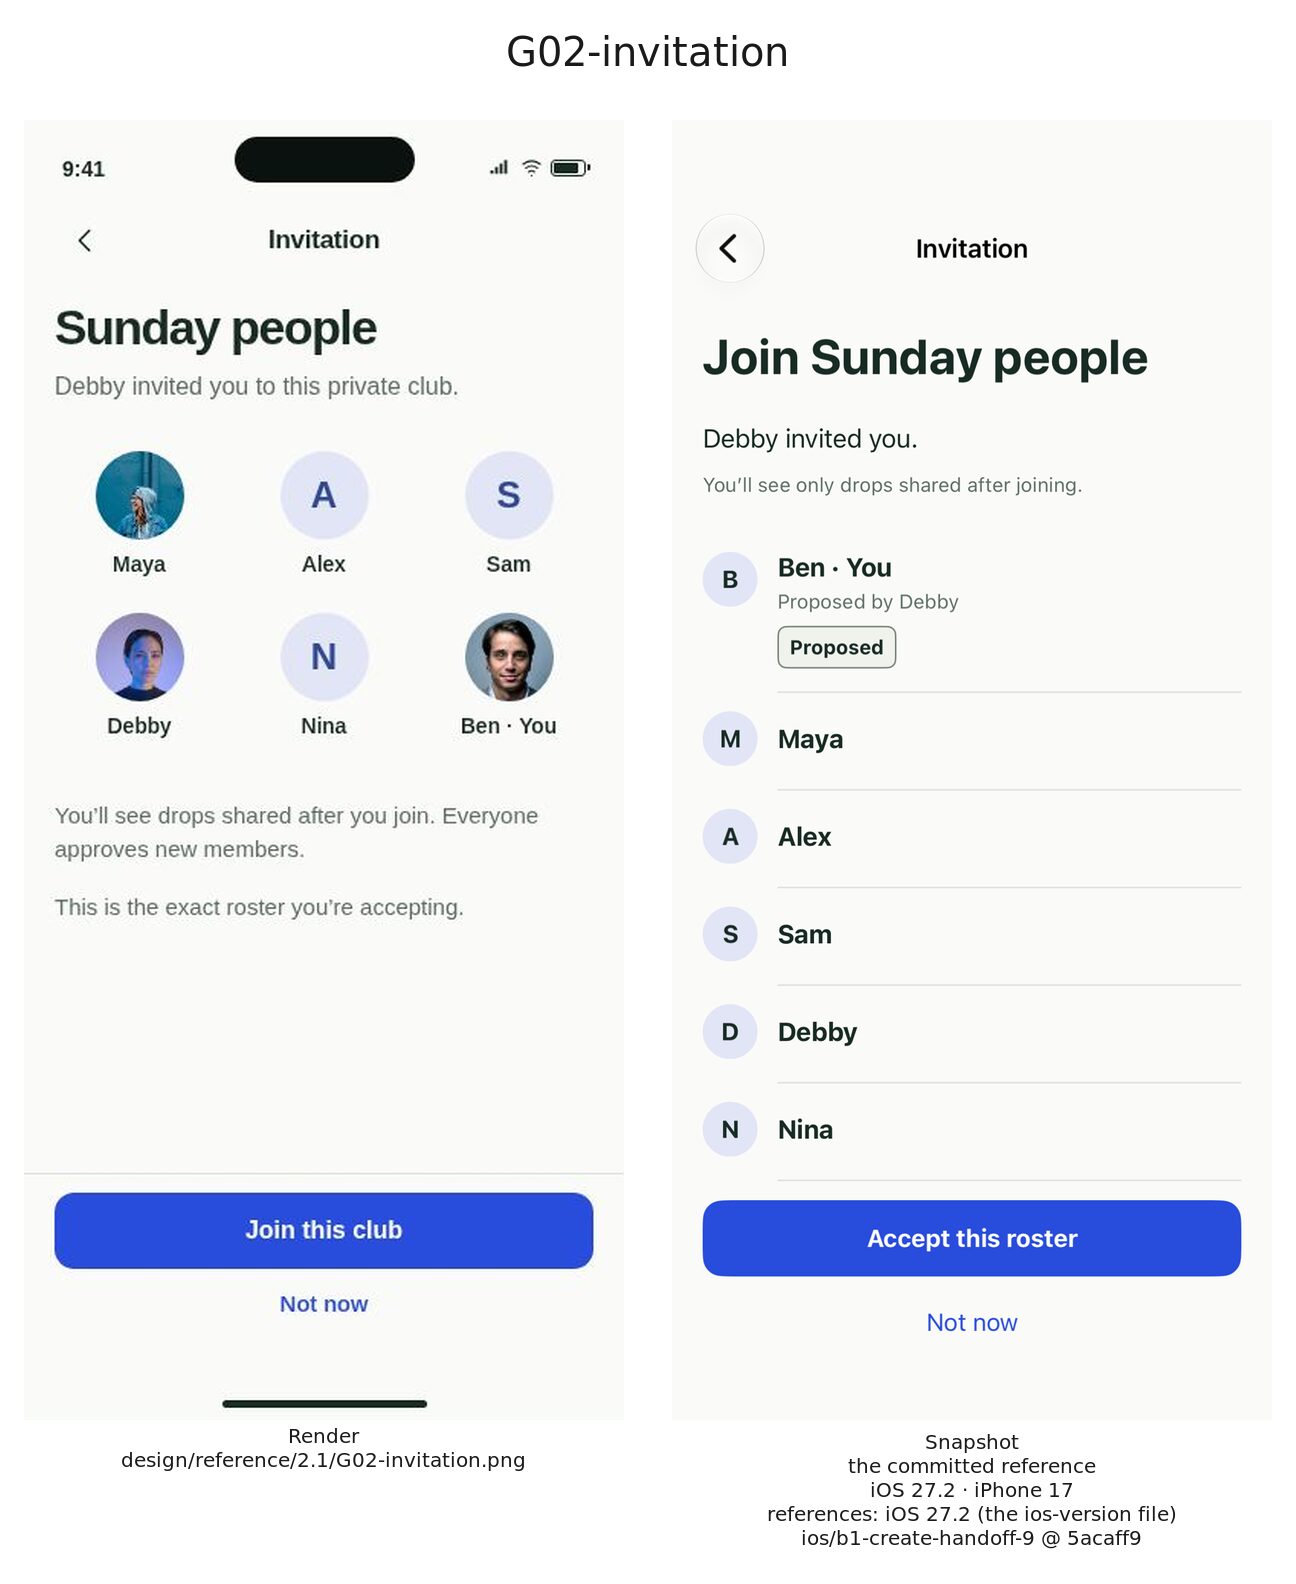 G02-invitation
9:41
Invitation
Sunday people
Debby invited you to this private club.
A
S
Maya
Alex
Sam
N
Debby
Nina
Ben · You
You’ll see drops shared after you join. Everyone
approves new members.
This is the exact roster you’re accepting.
Join this club
Not now
Render
design/reference/2.1/G02-invitation.png
Invitation
Join Sunday people
Debby invited you.
You’ll see only drops shared after joining.
B
Ben · You
Proposed by Debby
Proposed
M
Maya
A
Alex
S
Sam
D
Debby
N
Nina
Accept this roster
Not now
Snapshot
the committed reference
iOS 27.2 · iPhone 17
references: iOS 27.2 (the ios-version file)
ios/b1-create-handoff-9 @ 5acaff9